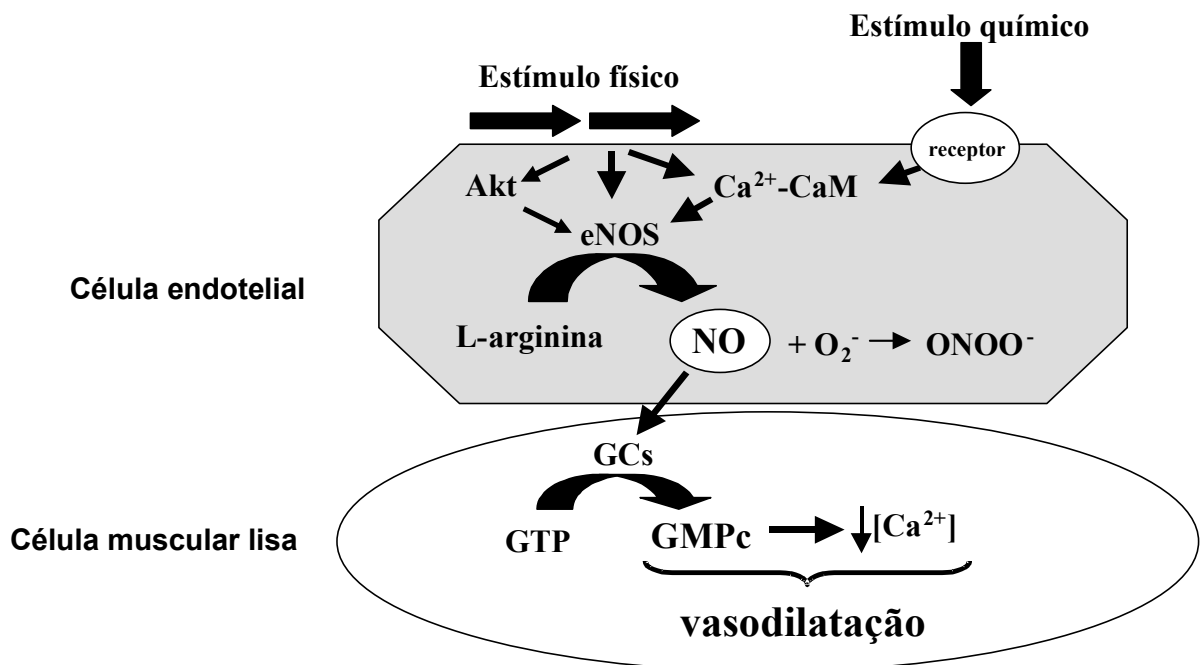 Estímulo químico
Estímulo físico
receptor
Akt
Ca²⁺-CaM
eNOS
Célula endotelial
L-arginina
NO
+ O₂⁻ → ONOO⁻
GCs
Célula muscular lisa
GTP
GMPc
↓[Ca²⁺]
vasodilatação